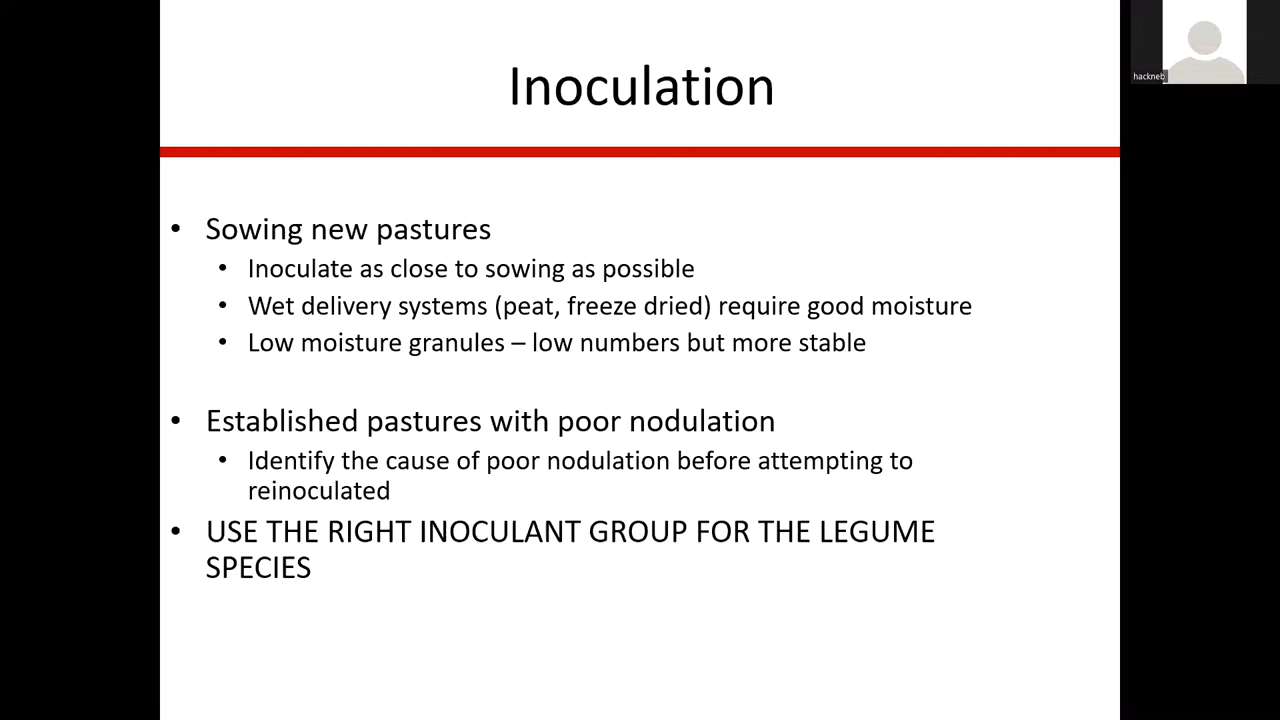 Inoculation
hackneb
• Sowing new pastures
• Inoculate as close to sowing as possible
• Wet delivery systems (peat, freeze dried) require good moisture
• Low moisture granules – low numbers but more stable
• Established pastures with poor nodulation
• Identify the cause of poor nodulation before attempting to
reinoculated
• USE THE RIGHT INOCULANT GROUP FOR THE LEGUME
SPECIES